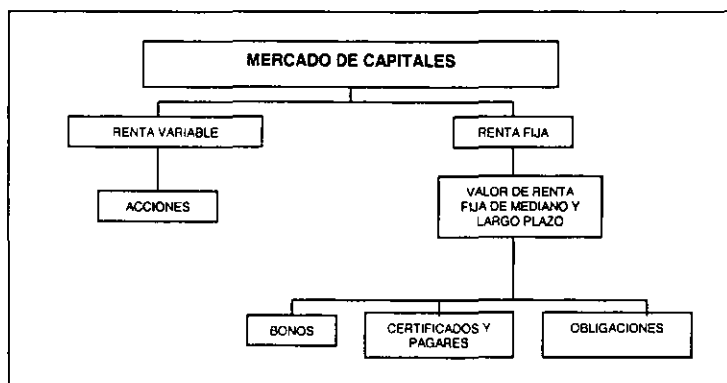 MERCADO DE CAPITALES
RENTA VARIABLE
RENTA FIJA
ACCIONES
VALOR DE RENTA
FIJA DE MEDIANO Y
LARGO PLAZO
BONOS
CERTIFICADOS Y
PAGARES
OBLIGACIONES